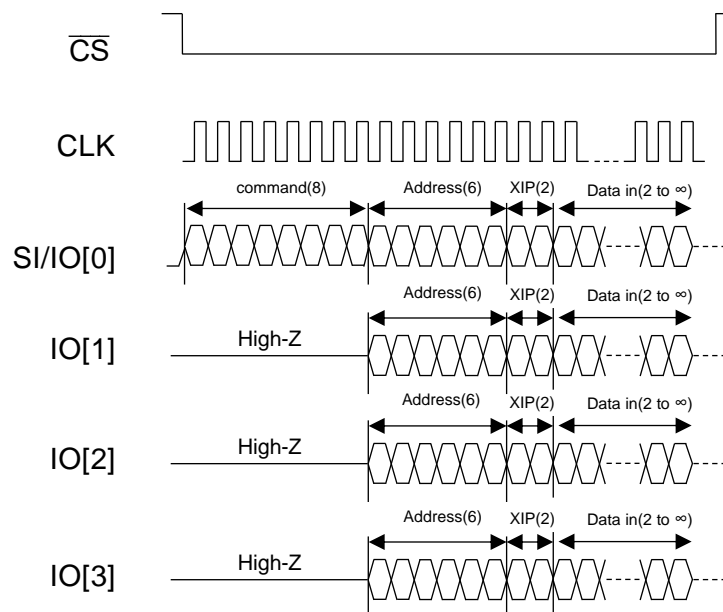 C̅S̅
CLK
command(8) Address(6) XIP(2) Data in(2 to ∞)
SI/IO[0]
Address(6) XIP(2) Data in(2 to ∞)
IO[1] High-Z
Address(6) XIP(2) Data in(2 to ∞)
IO[2] High-Z
Address(6) XIP(2) Data in(2 to ∞)
IO[3] High-Z